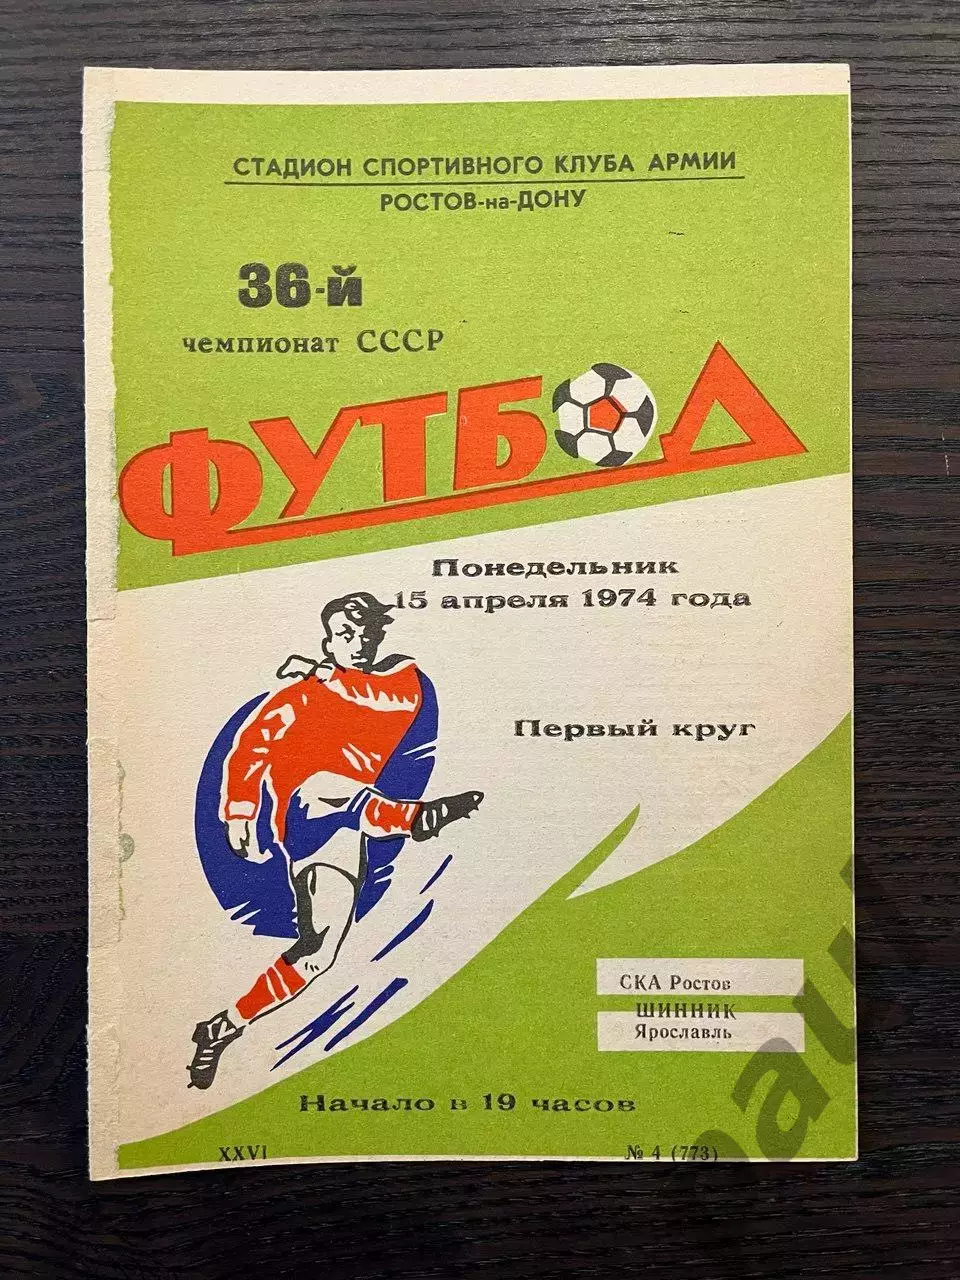 СТАДИОН СПОРТИВНОГО КЛУБА АРМИИ
РОСТОВ-на-ДОНУ
36-й
чемпионат СССР
ФУТБОЛ
Понедельник
15 апреля 1974 года
Первый круг
СКА Ростов
ШИННИК
Ярославль
Начало в 19 часов
XXVI № 4 (773)